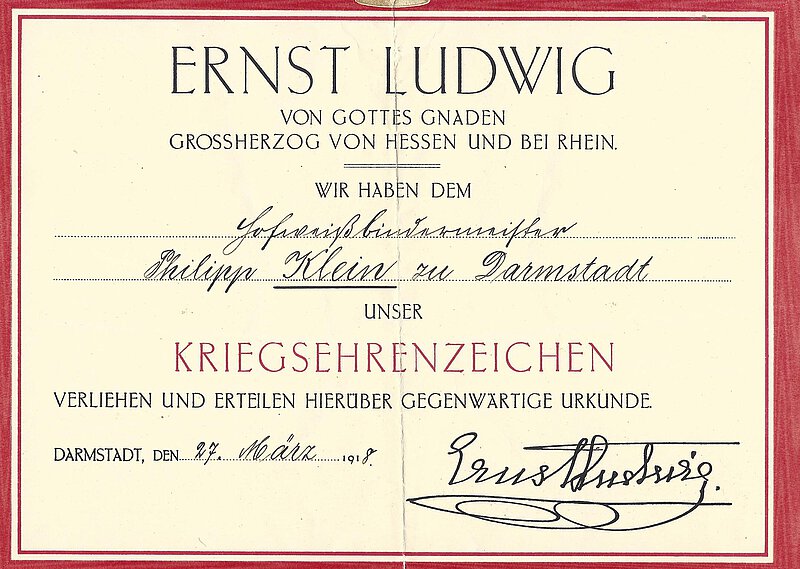 ERNST LUDWIG
VON GOTTES GNADEN
GROSSHERZOG VON HESSEN UND BEI RHEIN.
WIR HABEN DEM
Hofweißbindermeister
Philipp Klein zu Darmstadt
UNSER
KRIEGSEHRENZEICHEN
VERLIEHEN UND ERTEILEN HIERÜBER GEGENWÄRTIGE URKUNDE.
DARMSTADT, DEN 27. März 1918.
Ernst Ludwig.